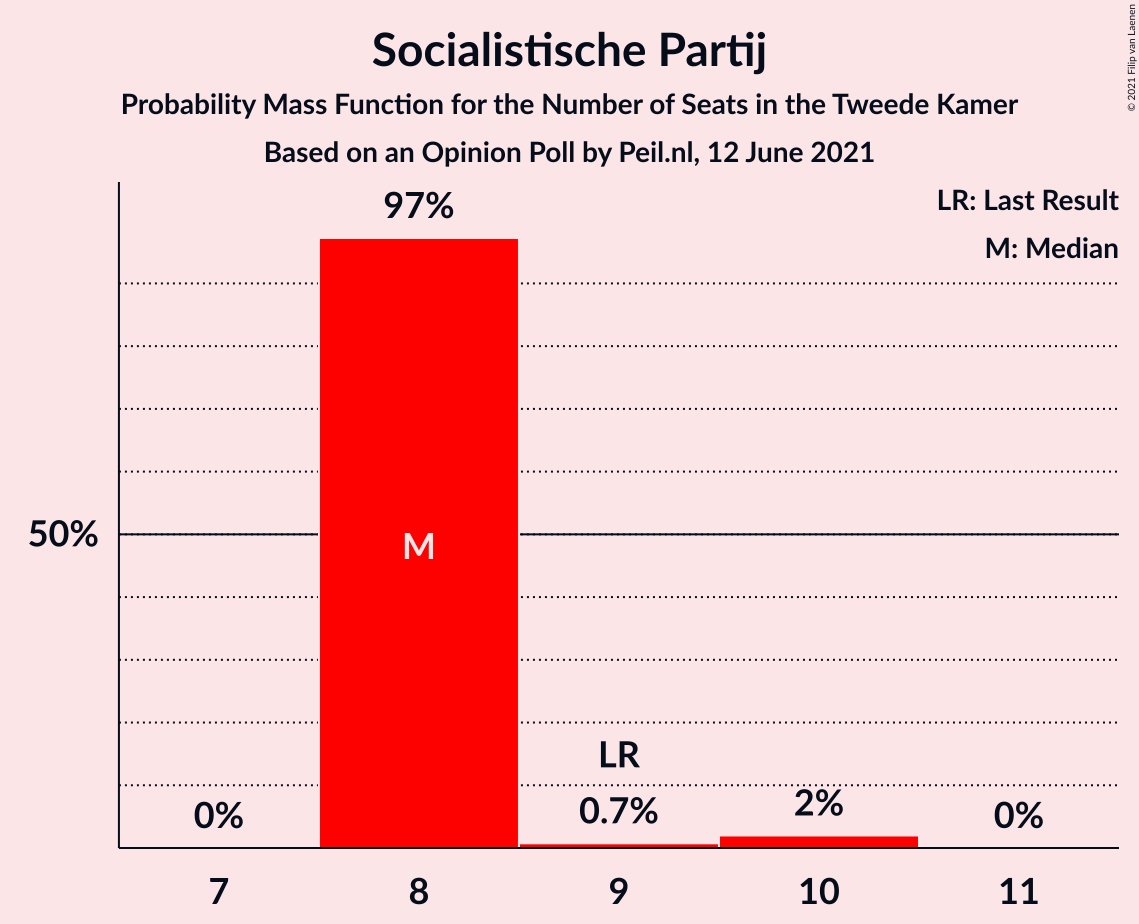 Socialistische Partij
Probability Mass Function for the Number of Seats in the Tweede Kamer
Based on an Opinion Poll by Peil.nl, 12 June 2021
© 2021 Filip van Laenen
LR: Last Result
M: Median
97%
50%
M
LR
0%
0.7%
2%
0%
7
8
9
10
11